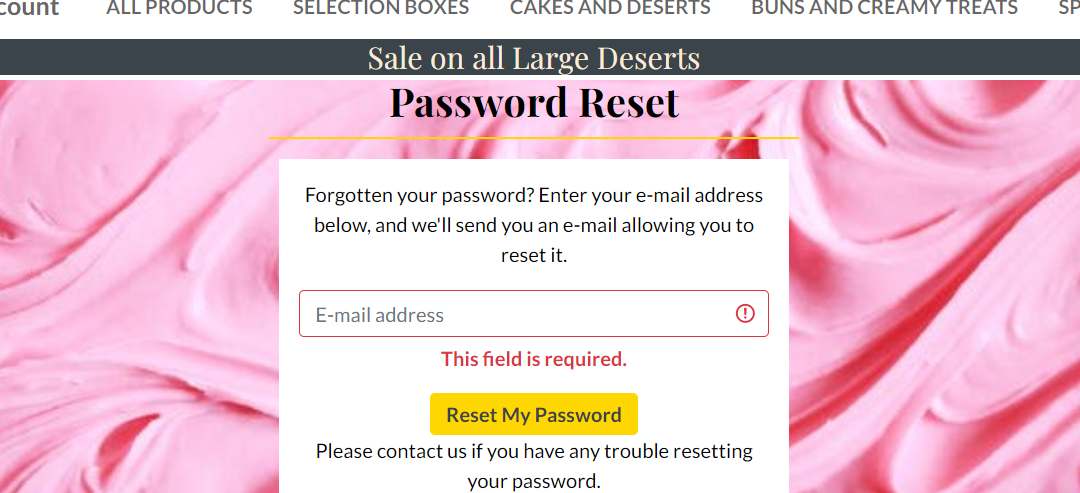 ALL PRODUCTS SELECTION BOXES CAKES AND DESERTS BUNS AND CREAMY TREATS
Sale on all Large Deserts
Password Reset
Forgotten your password? Enter your e-mail address
below, and we'll send you an e-mail allowing you to
reset it.
E-mail address
This field is required.
Reset My Password
Please contact us if you have any trouble resetting
your password.